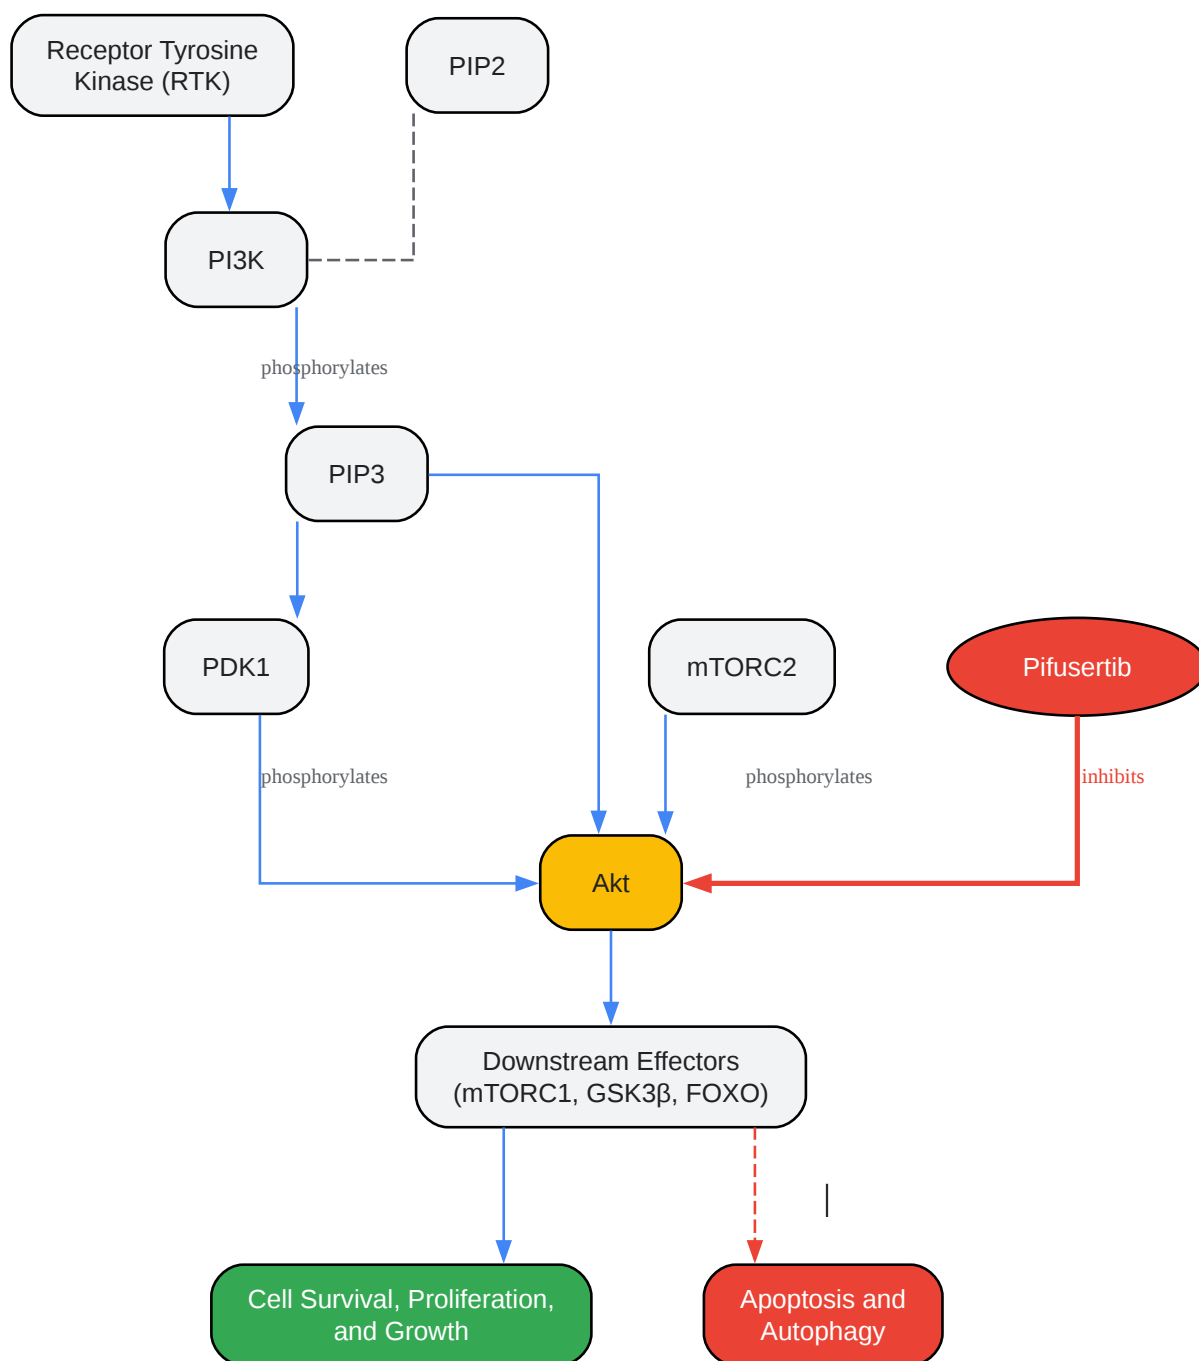 Receptor Tyrosine
Kinase (RTK)
PIP2
PI3K
phosphorylates
PIP3
PDK1
mTORC2
Pifusertib
phosphorylates
phosphorylates
inhibits
Akt
Downstream Effectors
(mTORC1, GSK3β, FOXO)
|
Cell Survival, Proliferation,
and Growth
Apoptosis and
Autophagy